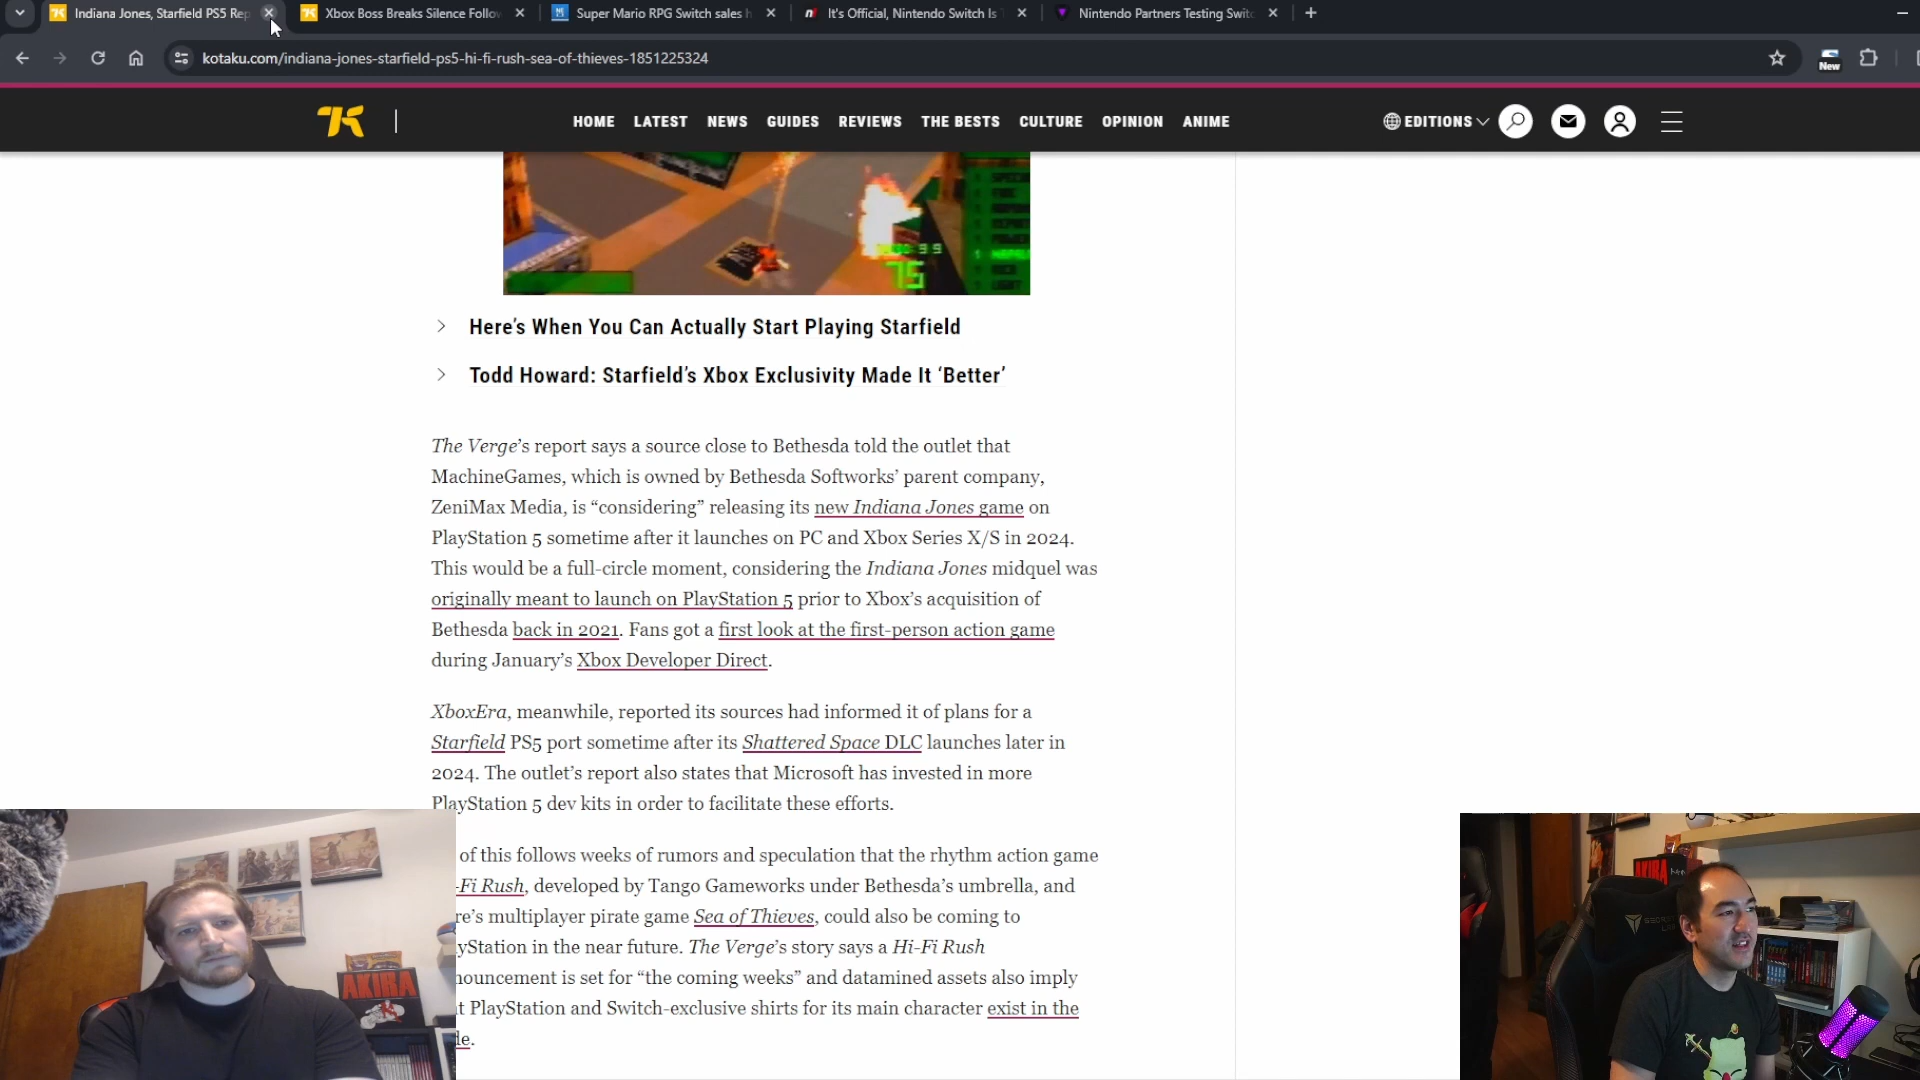 Indiana Jones, Starfield PS5 Rep
Xbox Boss Breaks Silence Follow
Super Mario RPG Switch sales h
It's Official, Nintendo Switch Is
Nintendo Partners Testing Switc
kotaku.com/indiana-jones-starfield-ps5-hi-fi-rush-sea-of-thieves-1851225324
New
HOME LATEST NEWS GUIDES REVIEWS THE BESTS CULTURE OPINION ANIME
EDITIONS
75
Here's When You Can Actually Start Playing Starfield
Todd Howard: Starfield's Xbox Exclusivity Made It ‘Better’
The Verge's report says a source close to Bethesda told the outlet that
MachineGames, which is owned by Bethesda Softworks’ parent company,
ZeniMax Media, is “considering” releasing its new Indiana Jones game on
PlayStation 5 sometime after it launches on PC and Xbox Series X/S in 2024.
This would be a full-circle moment, considering the Indiana Jones midquel was
originally meant to launch on PlayStation 5 prior to Xbox’s acquisition of
Bethesda back in 2021. Fans got a first look at the first-person action game
during January’s Xbox Developer Direct.
XboxEra, meanwhile, reported its sources had informed it of plans for a
Starfield PS5 port sometime after its Shattered Space DLC launches later in
2024. The outlet’s report also states that Microsoft has invested in more
PlayStation 5 dev kits in order to facilitate these efforts.
of this follows weeks of rumors and speculation that the rhythm action game
-Fi Rush, developed by Tango Gameworks under Bethesda’s umbrella, and
re’s multiplayer pirate game Sea of Thieves, could also be coming to
yStation in the near future. The Verge’s story says a Hi-Fi Rush
nouncement is set for “the coming weeks” and datamined assets also imply
t PlayStation and Switch-exclusive shirts for its main character exist in the
de.
AKIRA
AKIRA